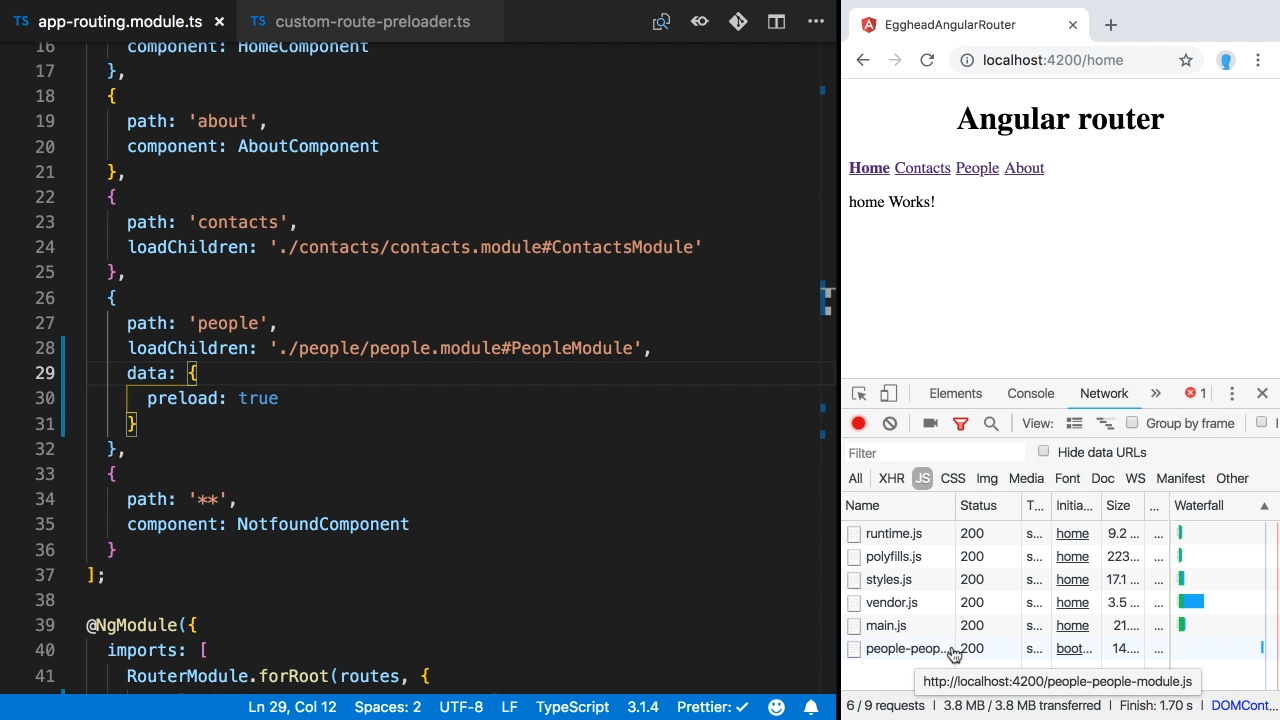 TS app-routing.module.ts ×
TS custom-route-preloader.ts
16 component: HomeComponent
17 },
18 {
19 path: 'about',
20 component: AboutComponent
21 },
22 {
23 path: 'contacts',
24 loadChildren: './contacts/contacts.module#ContactsModule'
25 },
26 {
27 path: 'people',
28 loadChildren: './people/people.module#PeopleModule',
29 data: {
30 preload: true
31 }
32 },
33 {
34 path: '**',
35 component: NotfoundComponent
36 }
37 ];
38
39 @NgModule({
40 imports: [
41 RouterModule.forRoot(routes, {
Ln 29, Col 12 Spaces: 2 UTF-8 LF TypeScript 3.1.4 Prettier: ✓
EggheadAngularRouter
localhost:4200/home
Angular router
Home Contacts People About
home Works!
Elements Console Network » 1
View: Group by frame
Filter Hide data URLs
All XHR JS CSS Img Media Font Doc WS Manifest Other
Name Status T... Initia... Size ... Waterfall ▲
runtime.js 200 s... home 9.2 ... ...
polyfills.js 200 s... home 223... ...
styles.js 200 s... home 17.1 ... ...
vendor.js 200 s... home 3.5 ... ...
main.js 200 s... home 21.... ...
people-peop... 200 s... boot... 14.... ...
http://localhost:4200/people-people-module.js
6 / 9 requests | 3.8 MB / 3.8 MB transferred | Finish: 1.70 s | DOMCont...